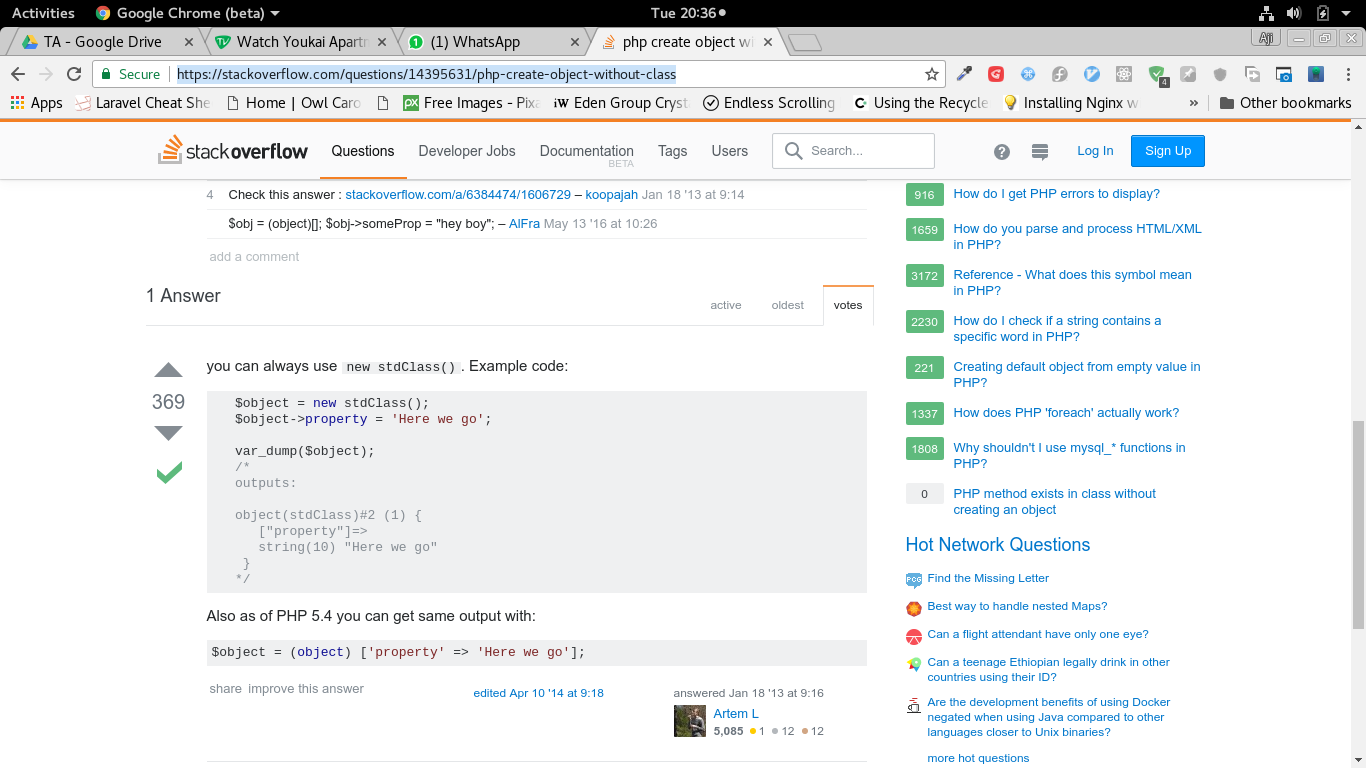 Activities Google Chrome (beta) Tue 20:36
TA - Google Drive Watch Youkai Apart (1) WhatsApp php create object wi Aji
Secure https://stackoverflow.com/questions/14395631/php-create-object-without-class 4
Apps Laravel Cheat She Home | Owl Caro Free Images - Pixa Eden Group Cryst Endless Scrolling Using the Recycle Installing Nginx w » Other bookmarks
stackoverflow Questions Developer Jobs Documentation Tags Users Search... Log In Sign Up
BETA
4 Check this answer : stackoverflow.com/a/6384474/1606729 – koopajah Jan 18 '13 at 9:14
$obj = (object)[]; $obj->someProp = "hey boy"; – AlFra May 13 '16 at 10:26
add a comment
1 Answer
active oldest votes
369
you can always use new stdClass() . Example code:
$object = new stdClass();
$object->property = 'Here we go';
var_dump($object);
/*
outputs:
object(stdClass)#2 (1) {
["property"]=>
string(10) "Here we go"
}
*/
Also as of PHP 5.4 you can get same output with:
$object = (object) ['property' => 'Here we go'];
share improve this answer edited Apr 10 '14 at 9:18 answered Jan 18 '13 at 9:16
Artem L
5,085 1 12 12
916 How do I get PHP errors to display?
1659 How do you parse and process HTML/XML
in PHP?
3172 Reference - What does this symbol mean
in PHP?
2230 How do I check if a string contains a
specific word in PHP?
221 Creating default object from empty value in
PHP?
1337 How does PHP 'foreach' actually work?
1808 Why shouldn't I use mysql_* functions in
PHP?
0 PHP method exists in class without
creating an object
Hot Network Questions
PCG Find the Missing Letter
Best way to handle nested Maps?
Can a flight attendant have only one eye?
Can a teenage Ethiopian legally drink in other
countries using their ID?
Are the development benefits of using Docker
negated when using Java compared to other
languages closer to Unix binaries?
more hot questions